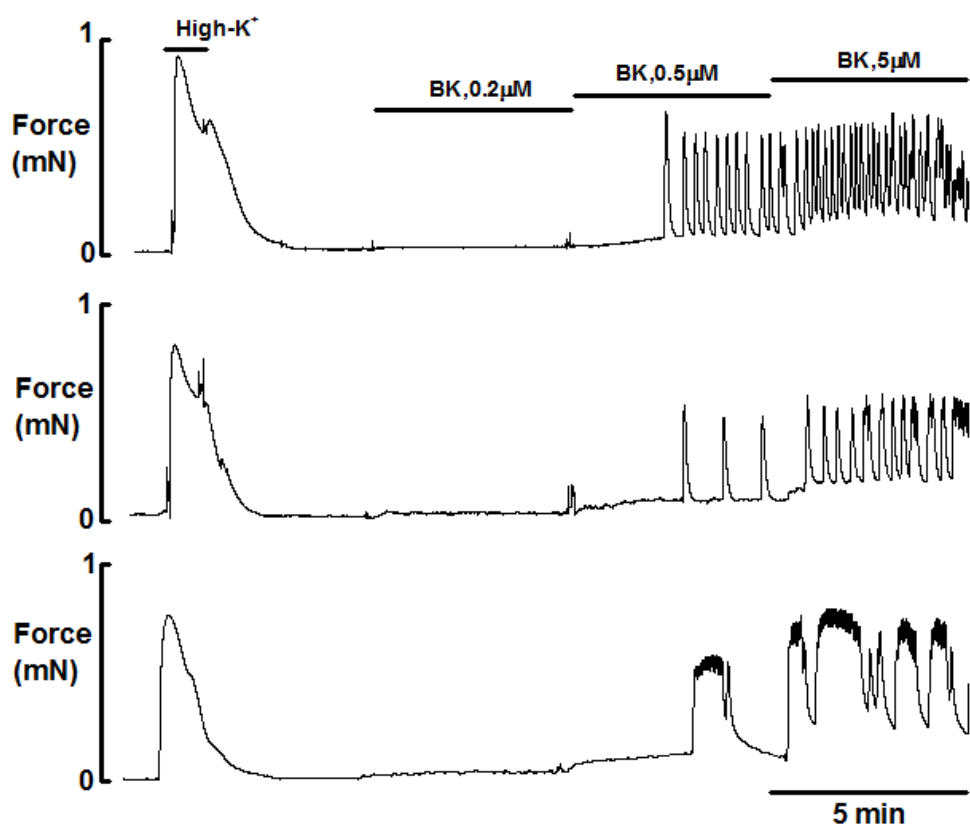 1
High-K⁺
BK,0.2µM
BK,0.5µM
BK,5µM
Force
(mN)
0
1
Force
(mN)
0
1
Force
(mN)
0
5 min